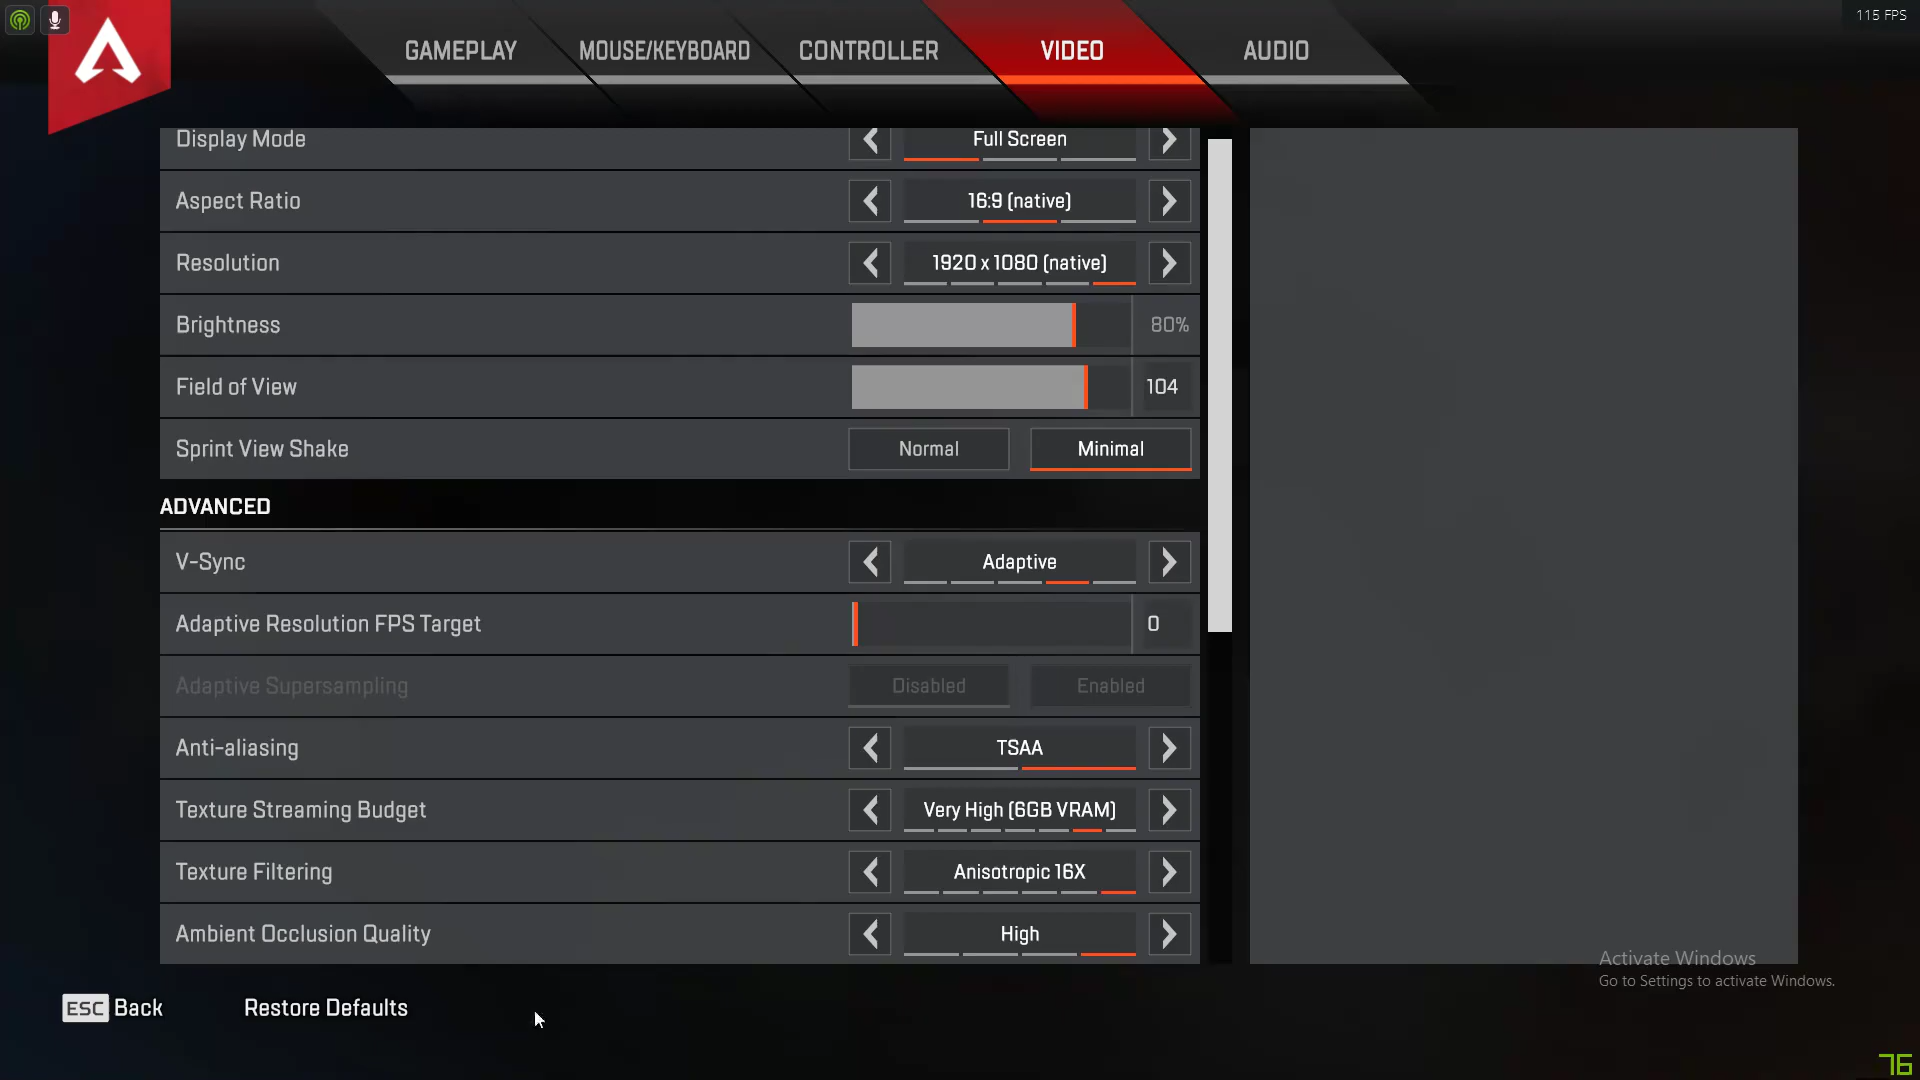 115 FPS
GAMEPLAY
MOUSE/KEYBOARD
CONTROLLER
VIDEO
AUDIO
Display Mode
Full Screen
Aspect Ratio
16:9 (native)
Resolution
1920 x 1080 (native)
Brightness
80%
Field of View
104
Sprint View Shake
Normal
Minimal
ADVANCED
V-Sync
Adaptive
Adaptive Resolution FPS Target
0
Adaptive Supersampling
Disabled
Enabled
Anti-aliasing
TSAA
Texture Streaming Budget
Very High (6GB VRAM)
Texture Filtering
Anisotropic 16X
Ambient Occlusion Quality
High
Activate Windows
Go to Settings to activate Windows.
ESC Back
Restore Defaults
76